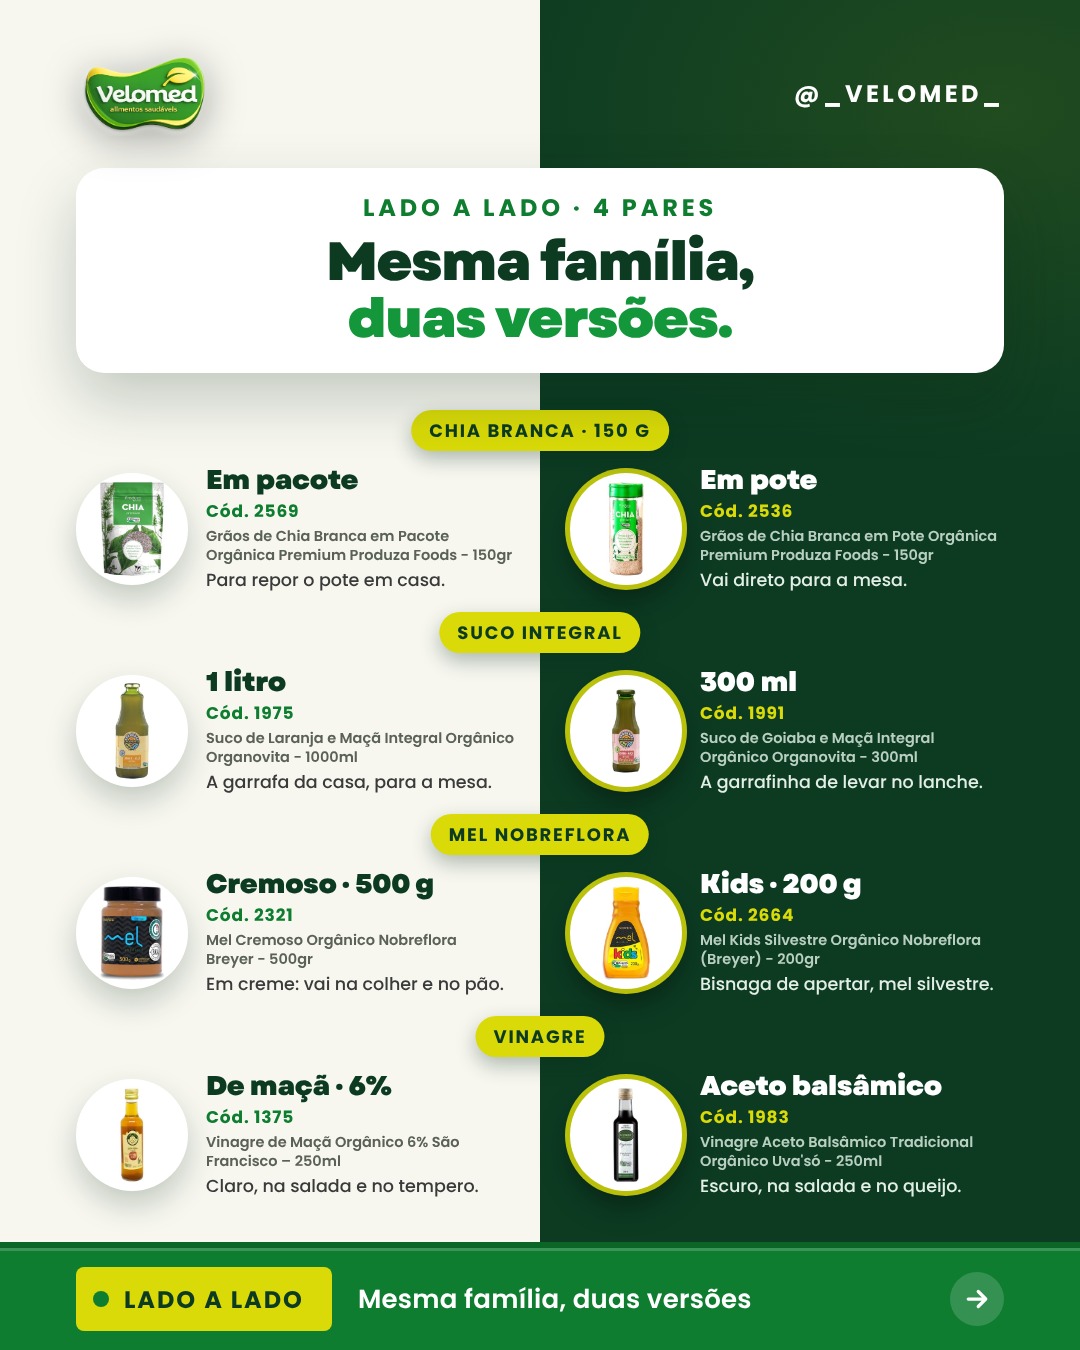 Velomed
alimentos saudáveis
@_VELOMED_
LADO A LADO · 4 PARES
Mesma família,
duas versões.
CHIA BRANCA · 150 G
Em pacote
Cód. 2569
Grãos de Chia Branca em Pacote
Orgânica Premium Produza Foods - 150gr
Para repor o pote em casa.
CHIA
Em pote
Cód. 2536
Grãos de Chia Branca em Pote Orgânica
Premium Produza Foods - 150gr
Vai direto para a mesa.
CHIA
SUCO INTEGRAL
1 litro
Cód. 1975
Suco de Laranja e Maçã Integral Orgânico
Organovita - 1000ml
A garrafa da casa, para a mesa.
300 ml
Cód. 1991
Suco de Goiaba e Maçã Integral
Orgânico Organovita - 300ml
A garrafinha de levar no lanche.
MEL NOBREFLORA
Cremoso · 500 g
Cód. 2321
Mel Cremoso Orgânico Nobreflora
Breyer - 500gr
Em creme: vai na colher e no pão.
mel
Kids · 200 g
Cód. 2664
Mel Kids Silvestre Orgânico Nobreflora
(Breyer) - 200gr
Bisnaga de apertar, mel silvestre.
mel
kids
VINAGRE
De maçã · 6%
Cód. 1375
Vinagre de Maçã Orgânico 6% São
Francisco – 250ml
Claro, na salada e no tempero.
Aceto balsâmico
Cód. 1983
Vinagre Aceto Balsâmico Tradicional
Orgânico Uva'só - 250ml
Escuro, na salada e no queijo.
LADO A LADO
Mesma família, duas versões